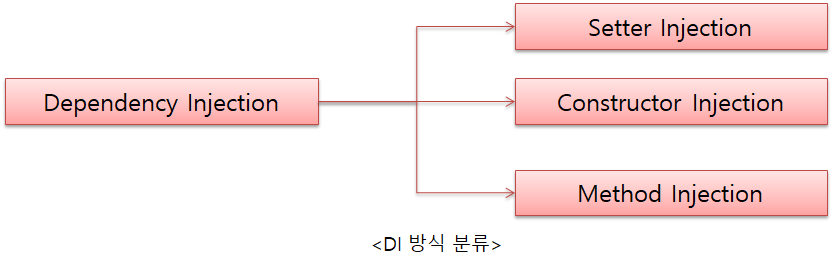 Setter Injection
Dependency Injection
Constructor Injection
Method Injection
<DI 방식 분류>